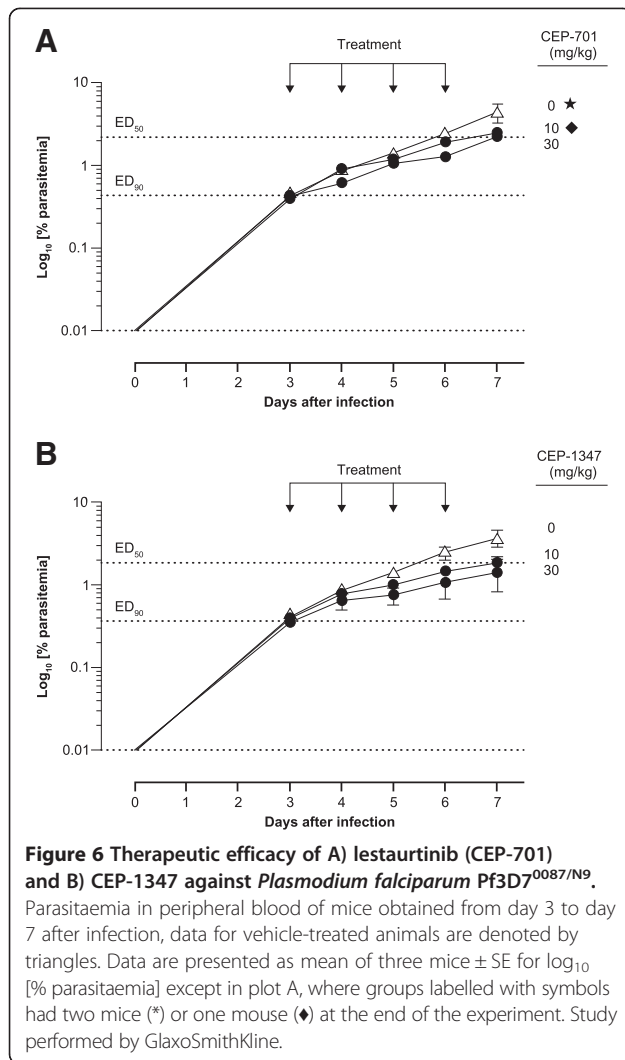 A
Treatment
CEP-701
(mg/kg)
0 ★
10 ◆
30
10
1
0.1
0.01
ED50
ED90
Log10 [% parasitemia]
0 1 2 3 4 5 6 7
Days after infection
B
Treatment
CEP-1347
(mg/kg)
0
10
30
10
1
0.1
0.01
ED50
ED90
Log10 [% parasitemia]
0 1 2 3 4 5 6 7
Days after infection
Figure 6 Therapeutic efficacy of A) lestaurtinib (CEP-701)
and B) CEP-1347 against Plasmodium falciparum Pf3D7^0087/N9.
Parasitaemia in peripheral blood of mice obtained from day 3 to day
7 after infection, data for vehicle-treated animals are denoted by
triangles. Data are presented as mean of three mice ± SE for log10
[% parasitaemia] except in plot A, where groups labelled with symbols
had two mice (*) or one mouse (♦) at the end of the experiment. Study
performed by GlaxoSmithKline.